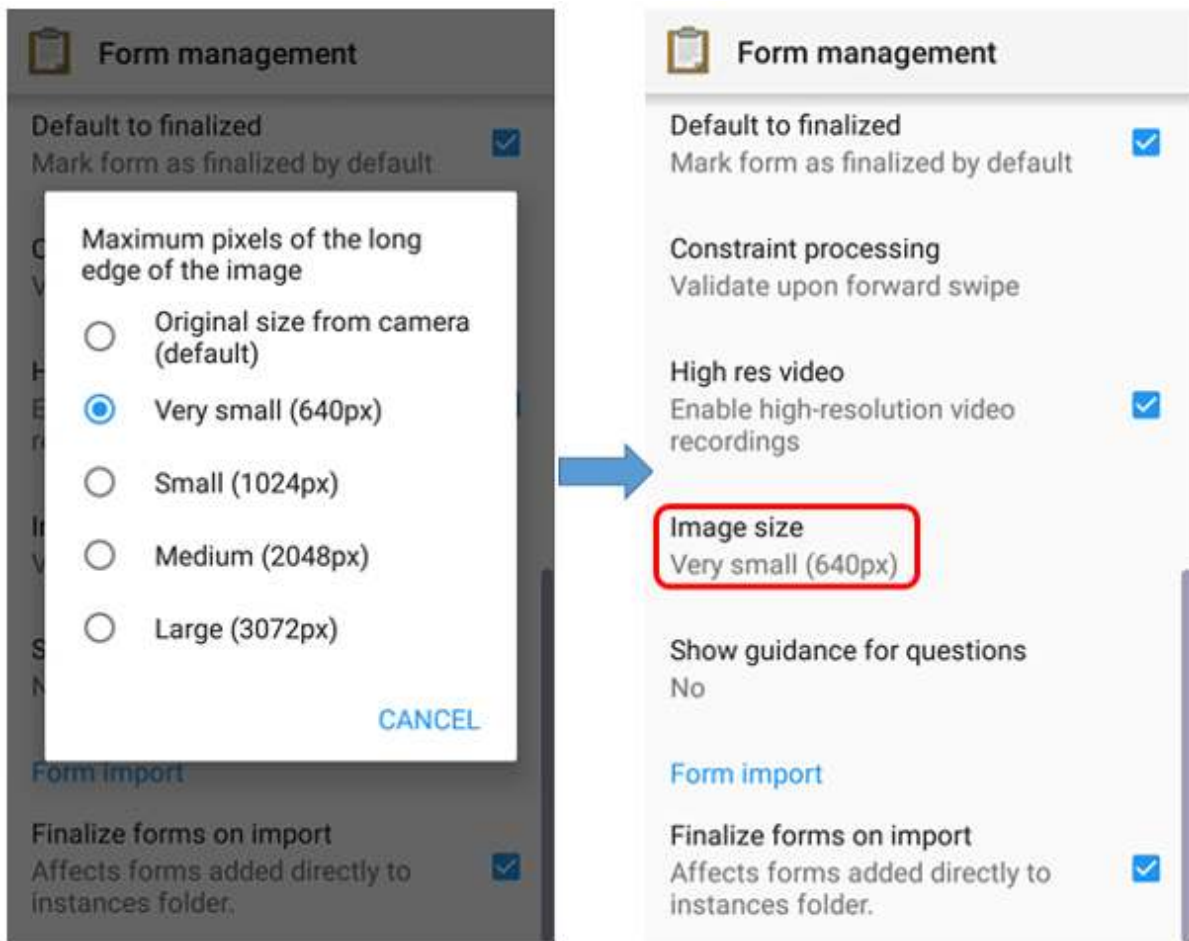 Form management
Default to finalized
Mark form as finalized by default
Maximum pixels of the long
edge of the image
Original size from camera
(default)
Very small (640px)
Small (1024px)
Medium (2048px)
Large (3072px)
CANCEL
Form import
Finalize forms on import
Affects forms added directly to
instances folder.
Form management
Default to finalized
Mark form as finalized by default
Constraint processing
Validate upon forward swipe
High res video
Enable high-resolution video
recordings
Image size
Very small (640px)
Show guidance for questions
No
Form import
Finalize forms on import
Affects forms added directly to
instances folder.